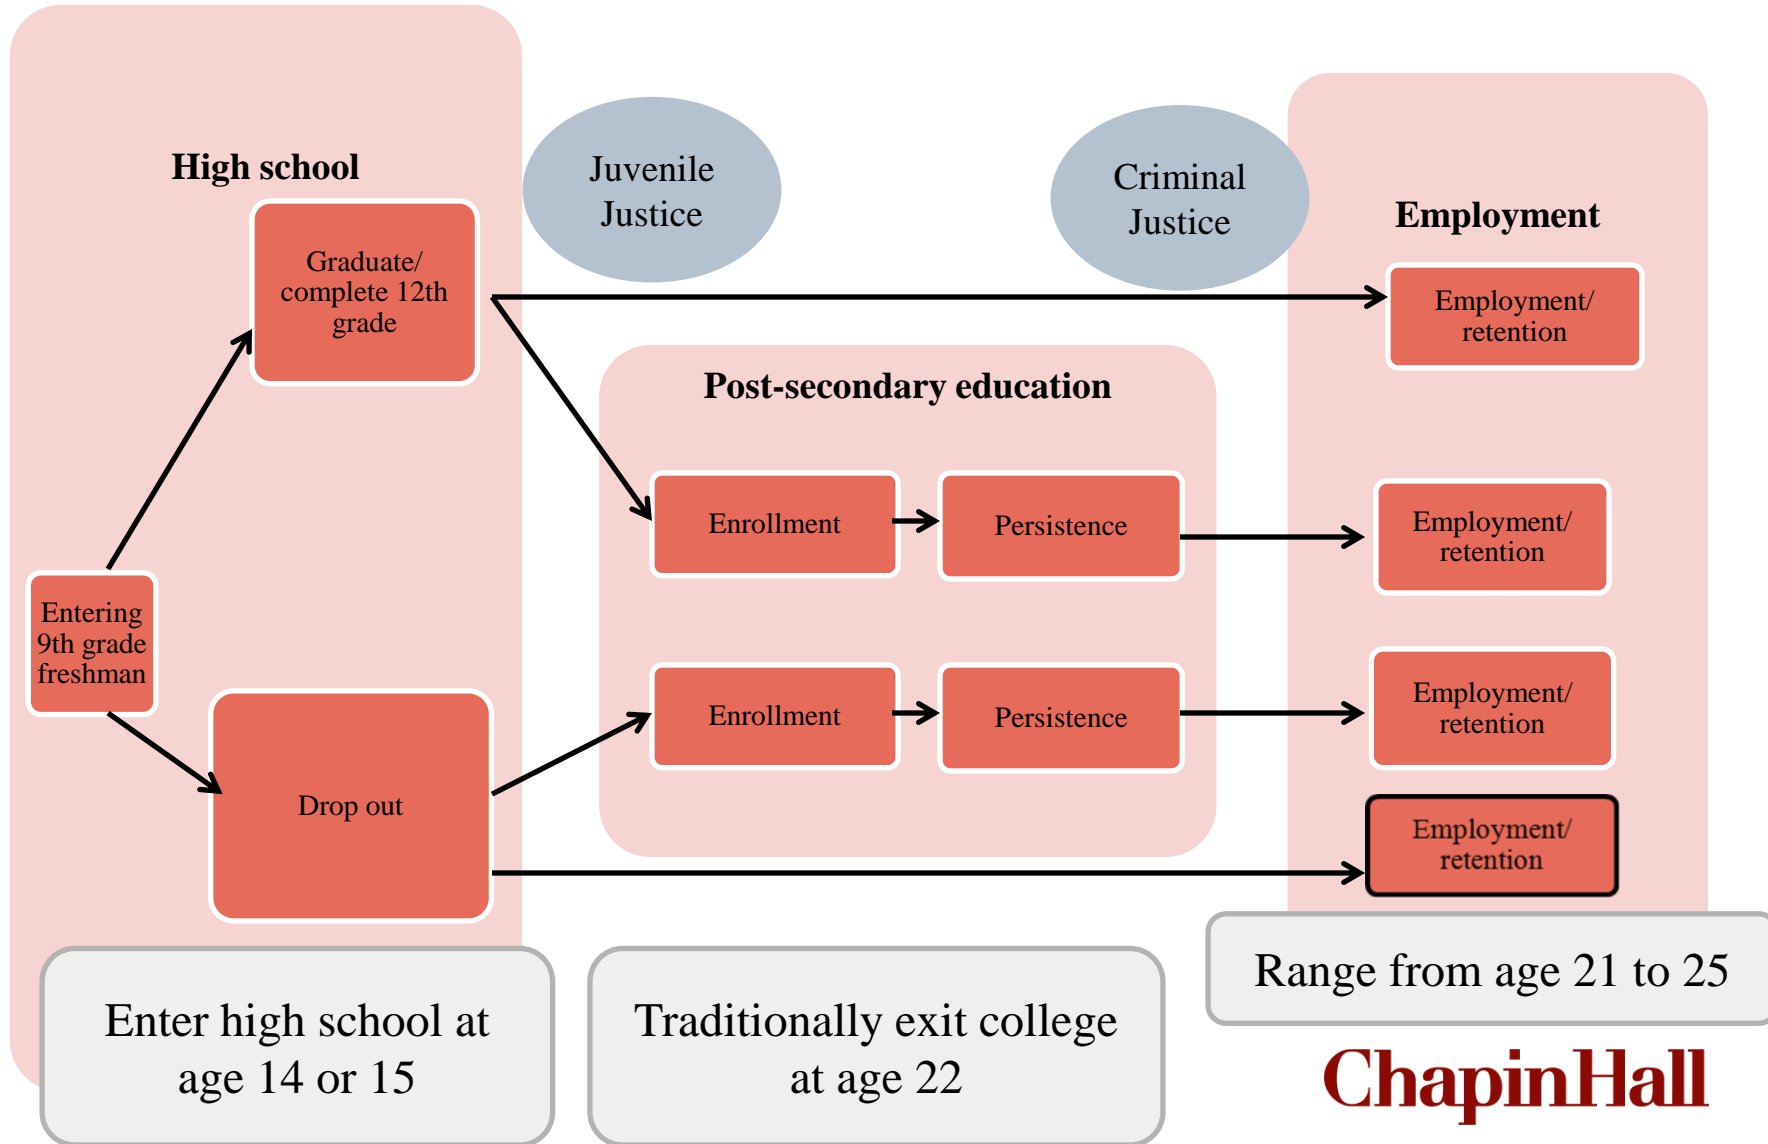 High school
Graduate/
complete 12th
grade
Entering
9th grade
freshman
Drop out
Juvenile
Justice
Criminal
Justice
Post-secondary education
Enrollment
Persistence
Enrollment
Persistence
Employment
Employment/
retention
Employment/
retention
Employment/
retention
Employment/
retention
Enter high school at
age 14 or 15
Traditionally exit college
at age 22
Range from age 21 to 25
ChapinHall